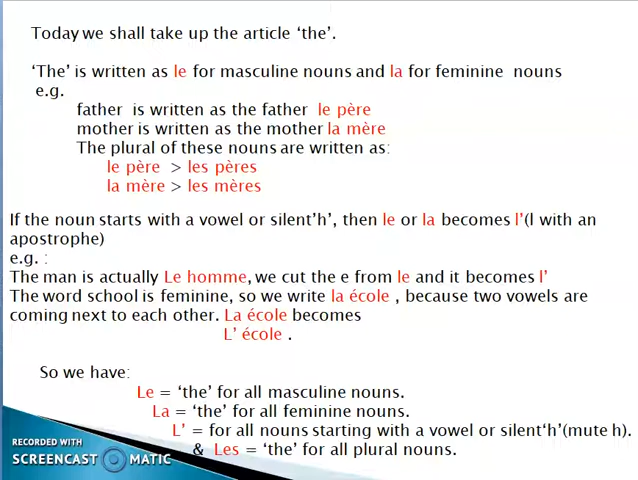 Today we shall take up the article ‘the’.
‘The’ is written as le for masculine nouns and la for feminine nouns
e.g.
father is written as the father le père
mother is written as the mother la mère
The plural of these nouns are written as:
le père > les pères
la mère > les mères
If the noun starts with a vowel or silent‘h’, then le or la becomes l’(l with an
apostrophe)
e.g. :
The man is actually Le homme, we cut the e from le and it becomes l’
The word school is feminine, so we write la école , because two vowels are
coming next to each other. La école becomes
L’ école .
So we have:
Le = ‘the’ for all masculine nouns.
La = ‘the’ for all feminine nouns.
L’ = for all nouns starting with a vowel or silent‘h’(mute h).
& Les = ‘the’ for all plural nouns.
RECORDED WITH
SCREENCAST MATIC